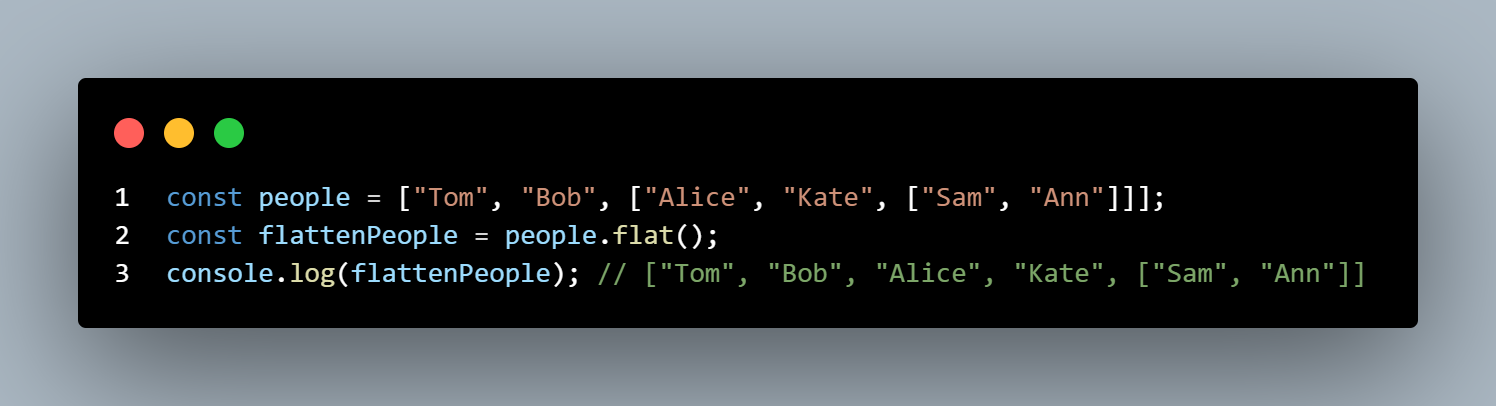 1 const people = ["Tom", "Bob", ["Alice", "Kate", ["Sam", "Ann"]]];
2 const flattenPeople = people.flat();
3 console.log(flattenPeople); // ["Tom", "Bob", "Alice", "Kate", ["Sam", "Ann"]]